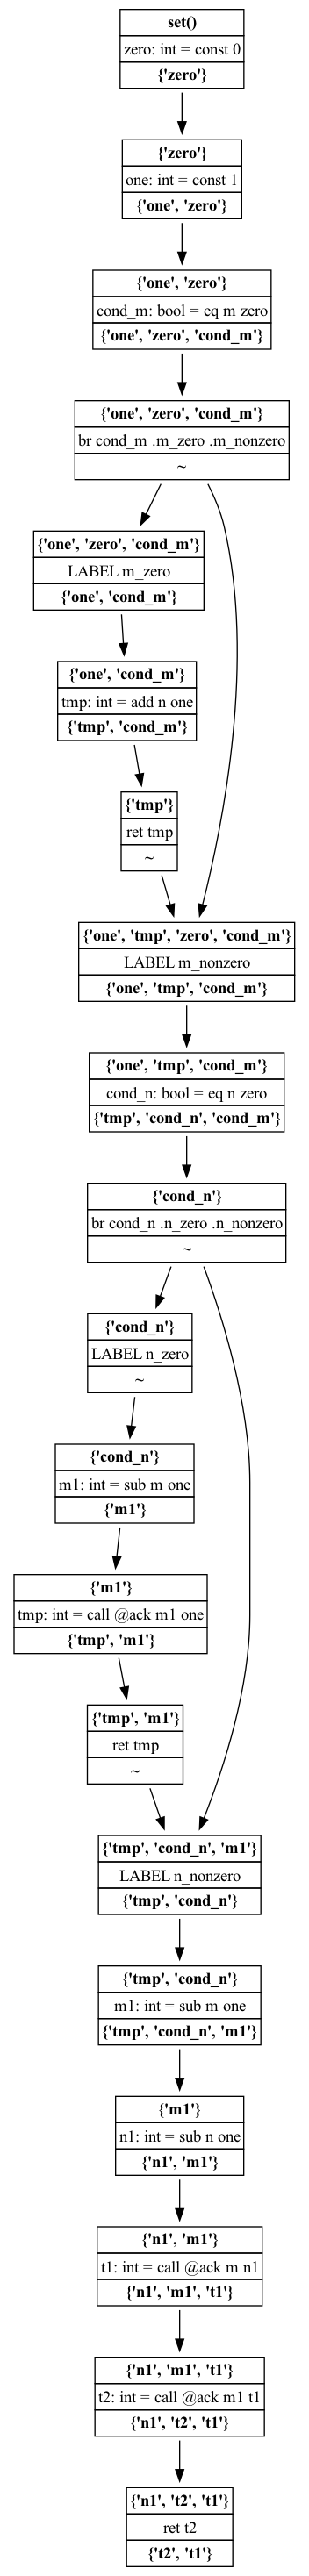 set()
zero: int = const 0
{'zero'}
{'zero'}
one: int = const 1
{'one', 'zero'}
{'one', 'zero'}
cond_m: bool = eq m zero
{'one', 'zero', 'cond_m'}
{'one', 'zero', 'cond_m'}
br cond_m .m_zero .m_nonzero
~
{'one', 'zero', 'cond_m'}
LABEL m_zero
{'one', 'cond_m'}
{'one', 'cond_m'}
tmp: int = add n one
{'tmp', 'cond_m'}
{'tmp'}
ret tmp
~
{'one', 'tmp', 'zero', 'cond_m'}
LABEL m_nonzero
{'one', 'tmp', 'cond_m'}
{'one', 'tmp', 'cond_m'}
cond_n: bool = eq n zero
{'tmp', 'cond_n', 'cond_m'}
{'cond_n'}
br cond_n .n_zero .n_nonzero
~
{'cond_n'}
LABEL n_zero
~
{'cond_n'}
m1: int = sub m one
{'m1'}
{'m1'}
tmp: int = call @ack m1 one
{'tmp', 'm1'}
{'tmp', 'm1'}
ret tmp
~
{'tmp', 'cond_n', 'm1'}
LABEL n_nonzero
{'tmp', 'cond_n'}
{'tmp', 'cond_n'}
m1: int = sub m one
{'tmp', 'cond_n', 'm1'}
{'m1'}
n1: int = sub n one
{'n1', 'm1'}
{'n1', 'm1'}
t1: int = call @ack m n1
{'n1', 'm1', 't1'}
{'n1', 'm1', 't1'}
t2: int = call @ack m1 t1
{'n1', 't2', 't1'}
{'n1', 't2', 't1'}
ret t2
{'t2', 't1'}